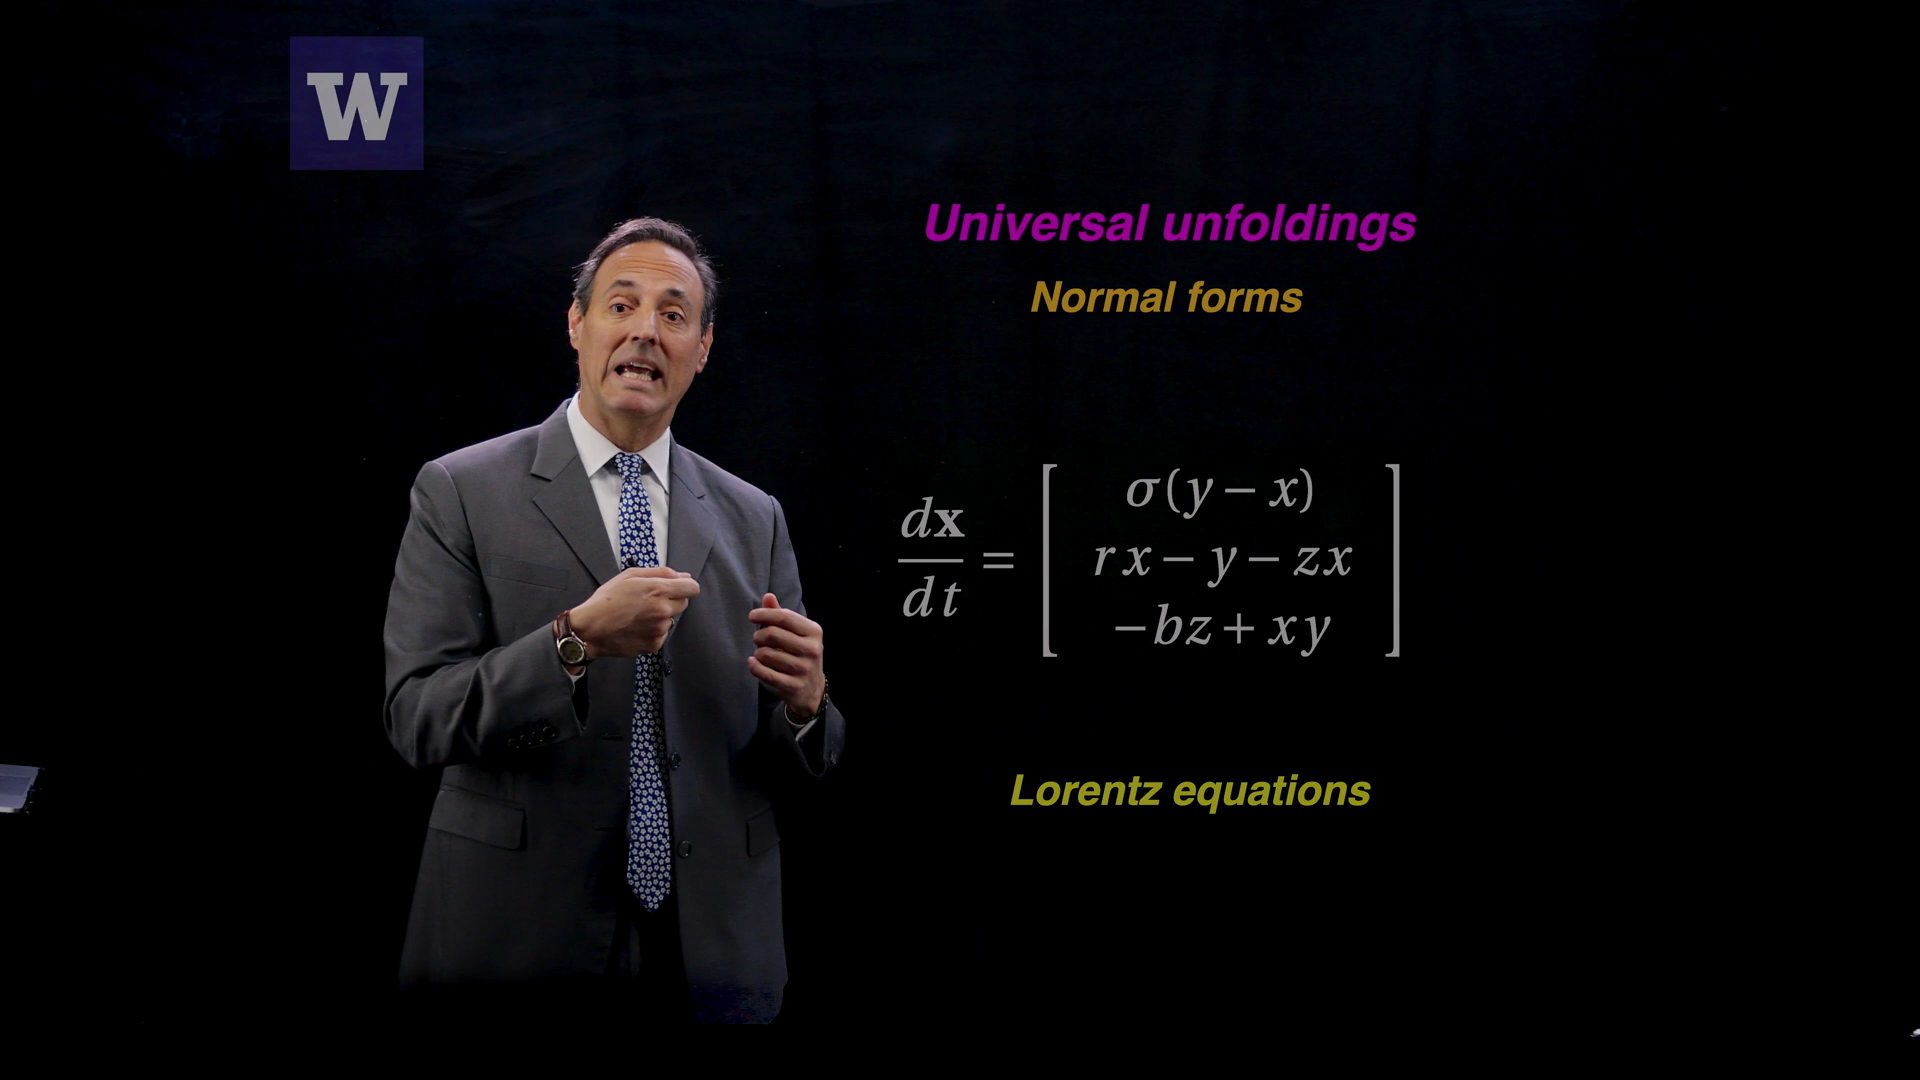 W
Universal unfoldings
Normal forms
dx/dt = [ σ(y − x)
rx − y − zx
−bz + xy ]
Lorentz equations